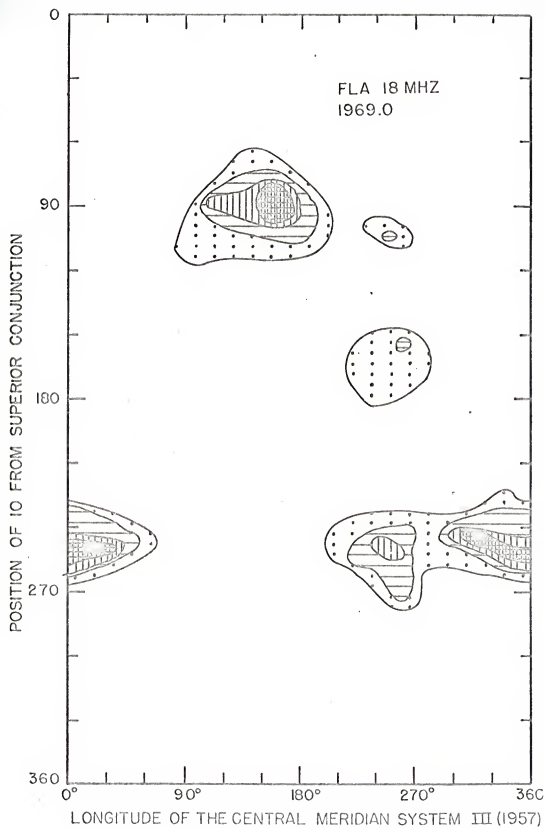 0
FLA 18 MHZ
1969.0
90
180
270
360
0° 90° 180° 270° 360
POSITION OF IO FROM SUPERIOR CONJUNCTION
LONGITUDE OF THE CENTRAL MERIDIAN SYSTEM III (1957)